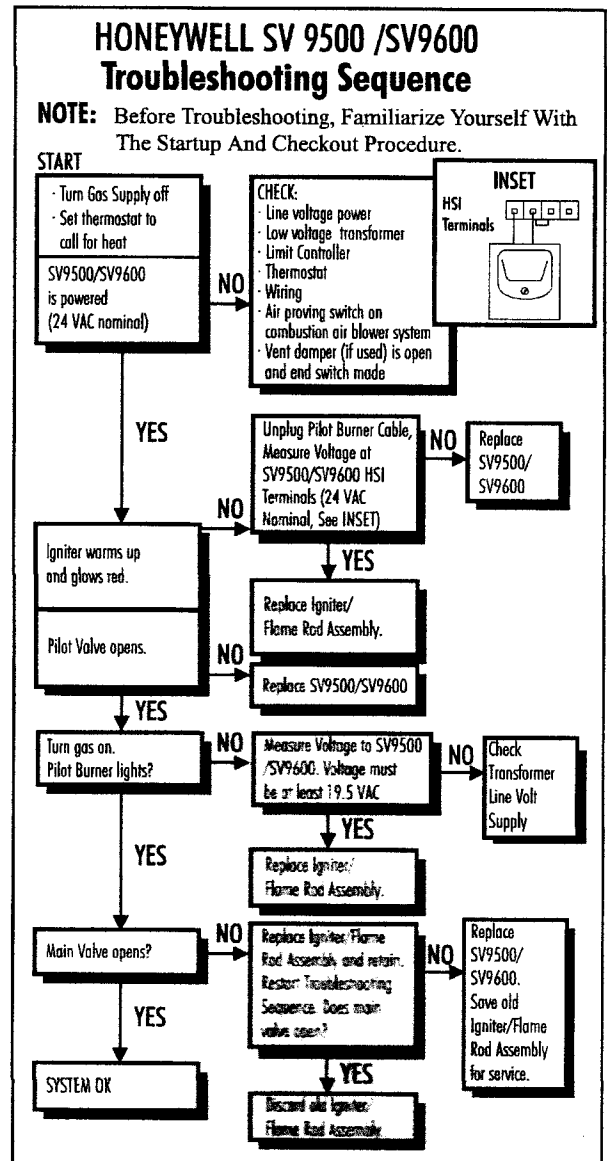 HONEYWELL SV 9500 /SV9600
Troubleshooting Sequence
NOTE: Before Troubleshooting, Familiarize Yourself With
The Startup And Checkout Procedure.
START
· Turn Gas Supply off
· Set thermostat to
call for heat
SV9500/SV9600
is powered
(24 VAC nominal)
NO
CHECK:
· Line voltage power
· Low voltage transformer
· Limit Controller
· Thermostat
· Wiring
· Air proving switch on
combustion air blower system
· Vent damper (if used) is open
and end switch made
INSET
HSI
Terminals
YES
Igniter warms up
and glows red.
NO
Unplug Pilot Burner Cable,
Measure Voltage at
SV9500/SV9600 HSI
Terminals (24 VAC
Nominal, See INSET)
NO
Replace
SV9500/
SV9600
YES
Replace Igniter/
Flame Rod Assembly.
Pilot Valve opens.
NO
Replace SV9500/SV9600
YES
Turn gas on.
Pilot Burner lights?
NO
Measure Voltage to SV9500
/SV9600. Voltage must
be at least 19.5 VAC
NO
Check
Transformer
Line Volt
Supply
YES
Replace Igniter/
Flame Rod Assembly.
YES
Main Valve opens?
NO
Replace Igniter/Flame
Rod Assembly and retain.
Restart Troubleshooting
Sequence. Does main
valve open?
NO
Replace
SV9500/
SV9600.
Save old
Igniter/Flame
Rod Assembly
for service.
YES
Discard old Igniter/
Flame Rod Assembly
YES
SYSTEM OK